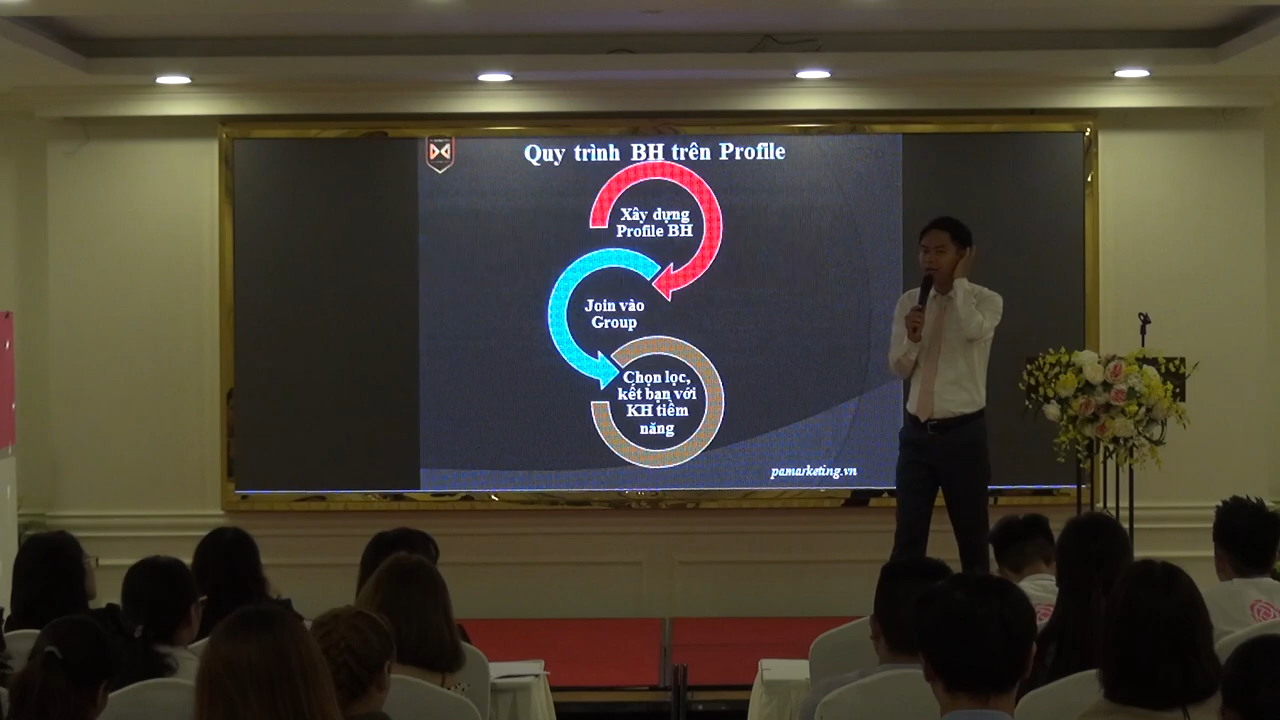 Quy trình BH trên Profile
Xây dựng
Profile BH
Join vào
Group
Chọn lọc,
kết bạn với
KH tiềm
năng
pamarketing.vn